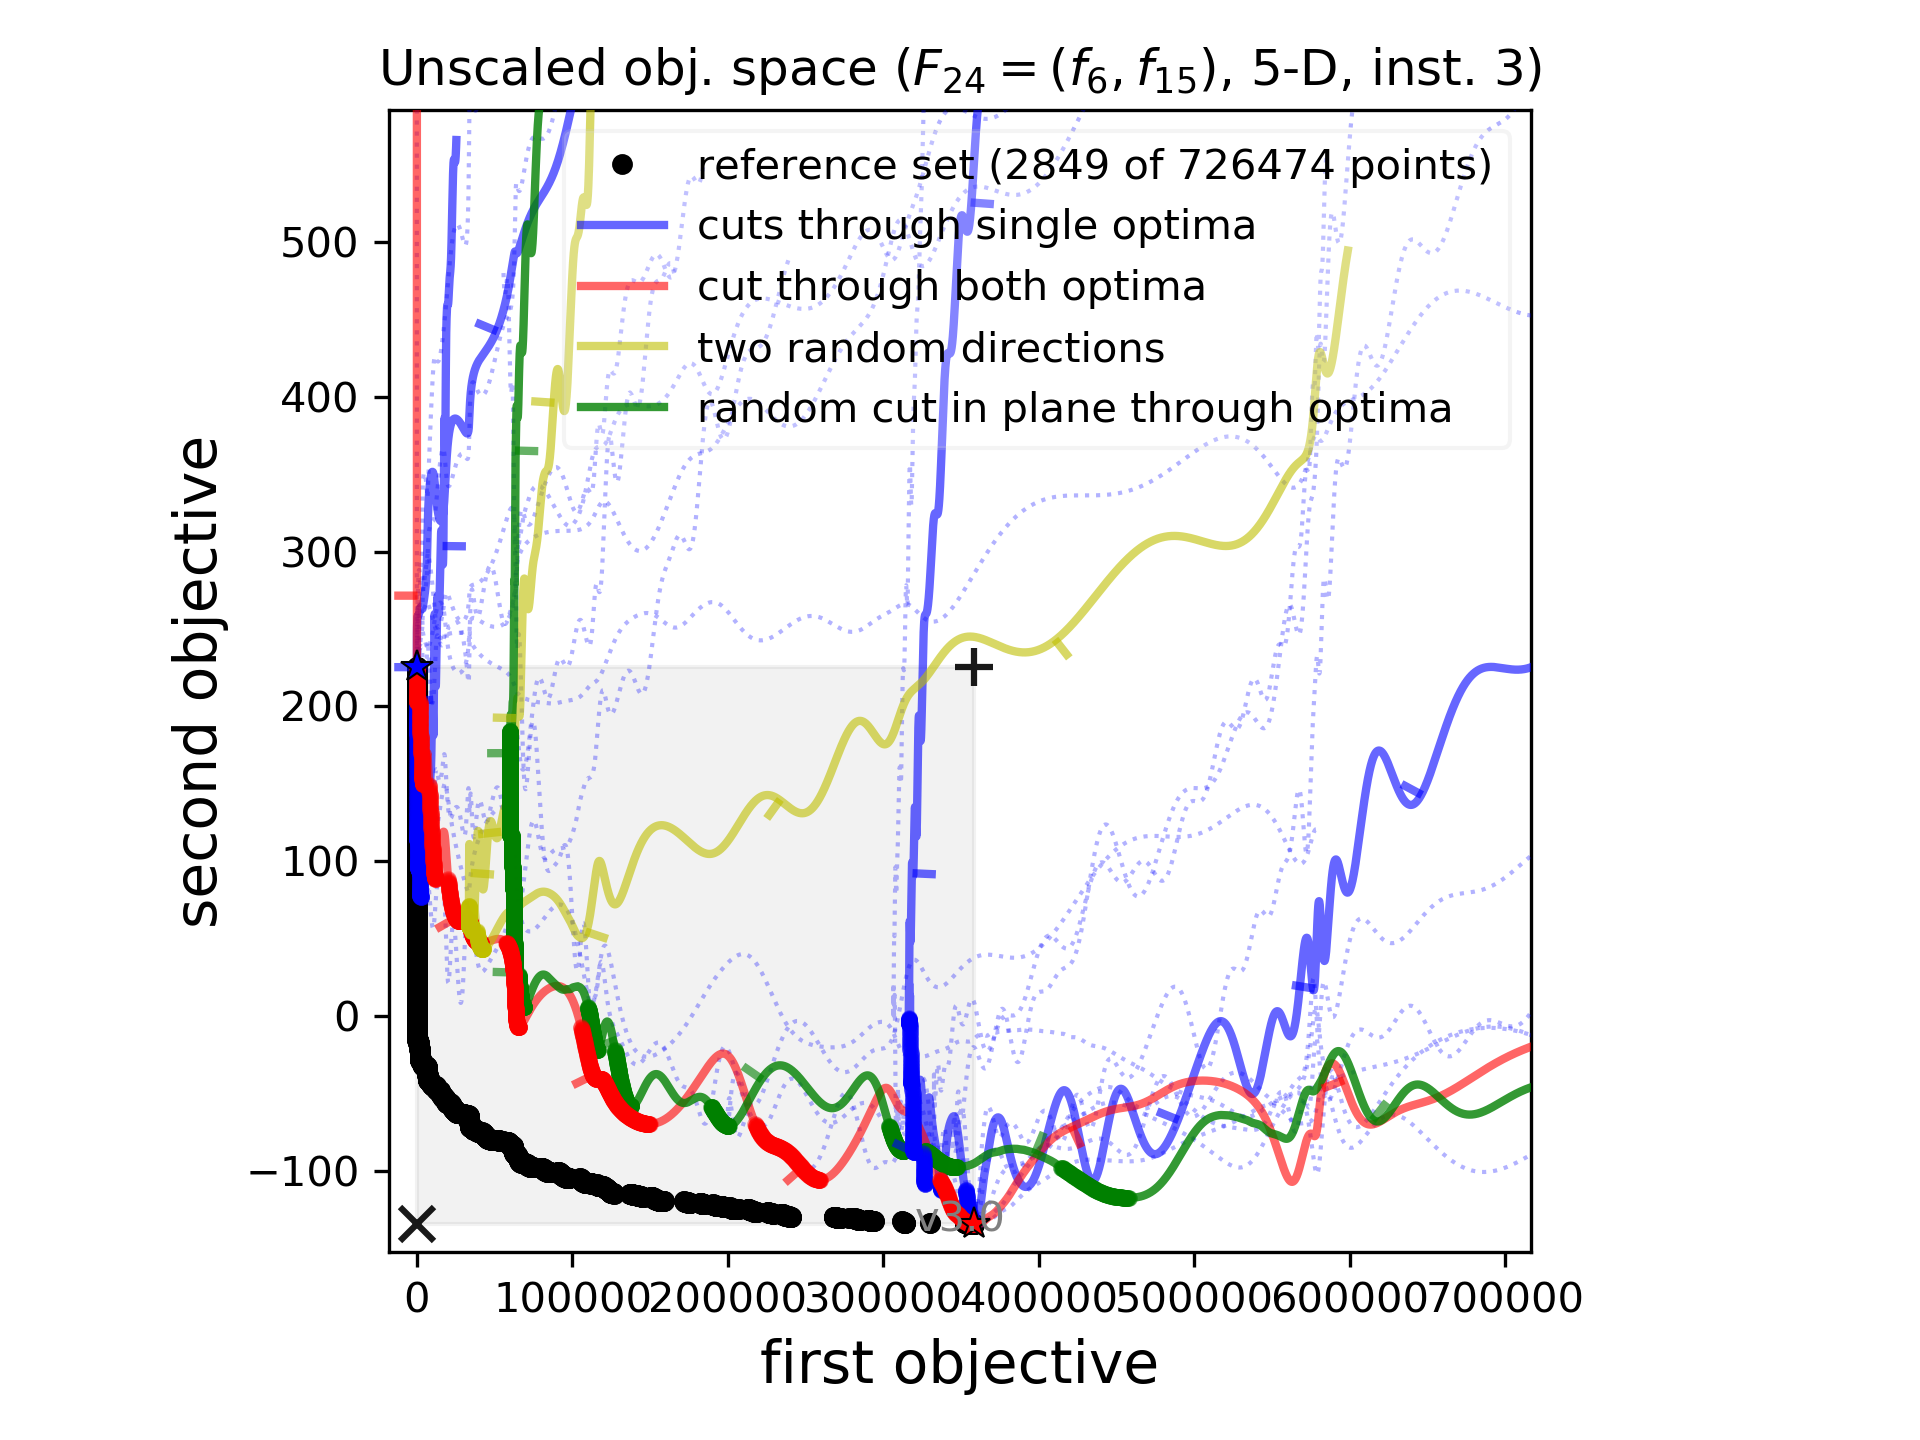 Unscaled obj. space (F24 = (f6, f15), 5-D, inst. 3)
reference set (2849 of 726474 points)
cuts through single optima
cut through both optima
two random directions
random cut in plane through optima
second objective
500
400
300
200
100
0
−100
v3.0
0 100000 200000 300000 400000 500000 600000 700000
first objective